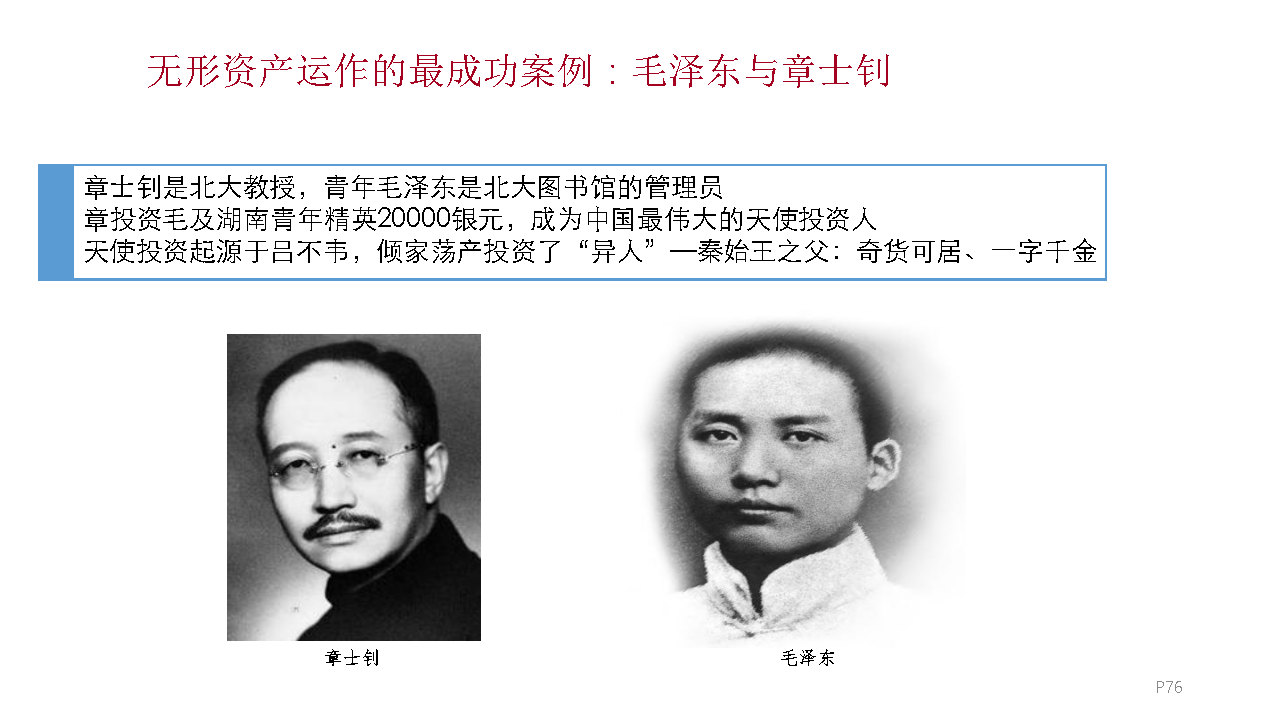 无形资产运作的最成功案例：毛泽东与章士钊
章士钊是北大教授，青年毛泽东是北大图书馆的管理员
章投资毛及湖南青年精英20000银元，成为中国最伟大的天使投资人
天使投资起源于吕不韦，倾家荡产投资了“异人”—秦始王之父：奇货可居、一字千金
章士钊
毛泽东
P76